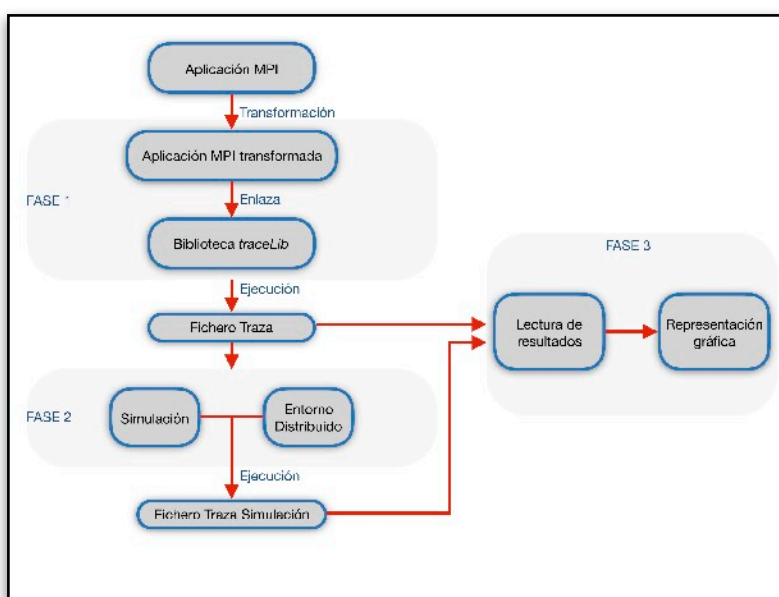 Aplicación MPI
Transformación
Aplicación MPI transformada
FASE 1
Enlaza
Biblioteca traceLib
Ejecución
Fichero Traza
FASE 2
Simulación
Entorno
Distribuido
Ejecución
Fichero Traza Simulación
FASE 3
Lectura de
resultados
Representación
gráfica